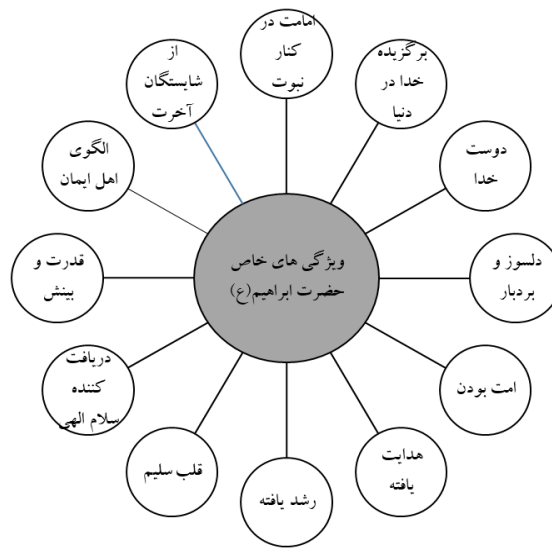 ویژگی های خاص
حضرت ابراهیم(ع)
امامت در
کنار
نبوت
برگزیده
خدا در
دنیا
دوست
خدا
دلسوز و
بردبار
امت بودن
هدایت
یافته
رشد یافته
قلب سلیم
دریافت
کننده
سلام الهی
قدرت و
بینش
الگوی
اهل ایمان
از
شایستگان
آخرت